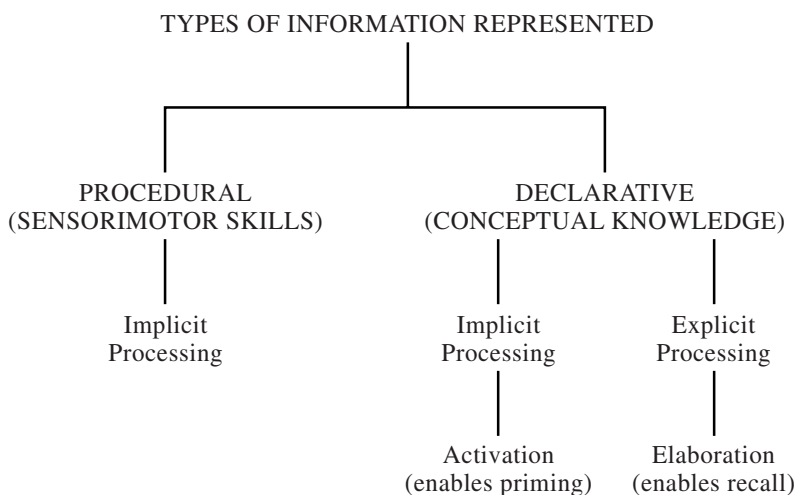 TYPES OF INFORMATION REPRESENTED
PROCEDURAL
(SENSORIMOTOR SKILLS)
DECLARATIVE
(CONCEPTUAL KNOWLEDGE)
Implicit
Processing
Implicit
Processing
Explicit
Processing
Activation
(enables priming)
Elaboration
(enables recall)